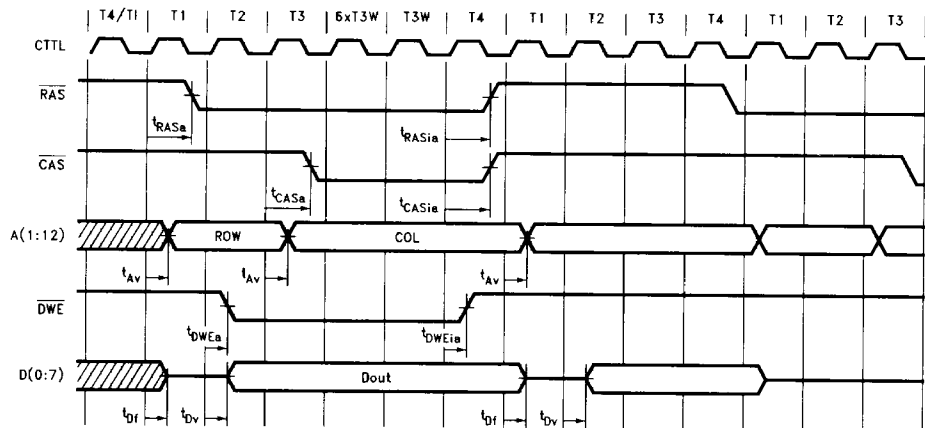 T4/TI T1 T2 T3 6xT3W T3W T4 T1 T2 T3 T4 T1 T2 T3
CTTL
RAS
tRASa tRASia
CAS
tCASa tCASia
A(1:12) ROW COL
tAv tAv tAv
DWE
tDWEa tDWEia
D(0:7) Dout
tDf tDv tDf tDv